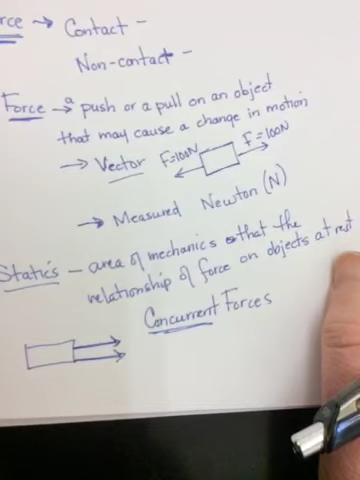 rce → Contact -
Non-contact -
Force → a push or a pull on an object
that may cause a change in motion
→ Vector F=100N F=100N
→ Measured Newton (N)
Statics - area of mechanics that the
relationship of force on objects at rest
Concurrent Forces